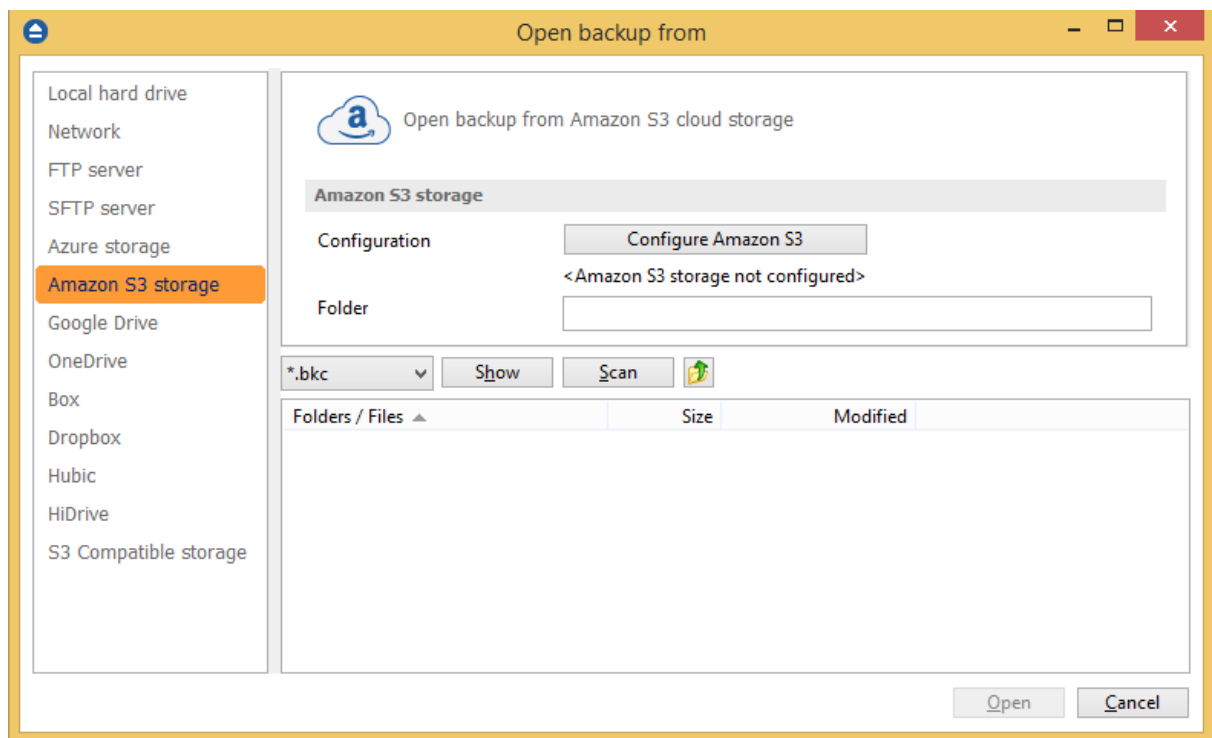 Open backup from
Local hard drive
Network
FTP server
SFTP server
Azure storage
Amazon S3 storage
Google Drive
OneDrive
Box
Dropbox
Hubic
HiDrive
S3 Compatible storage
Open backup from Amazon S3 cloud storage
Amazon S3 storage
Configuration
Configure Amazon S3
<Amazon S3 storage not configured>
Folder
*.bkc
Show
Scan
Folders / Files
Size
Modified
Open
Cancel